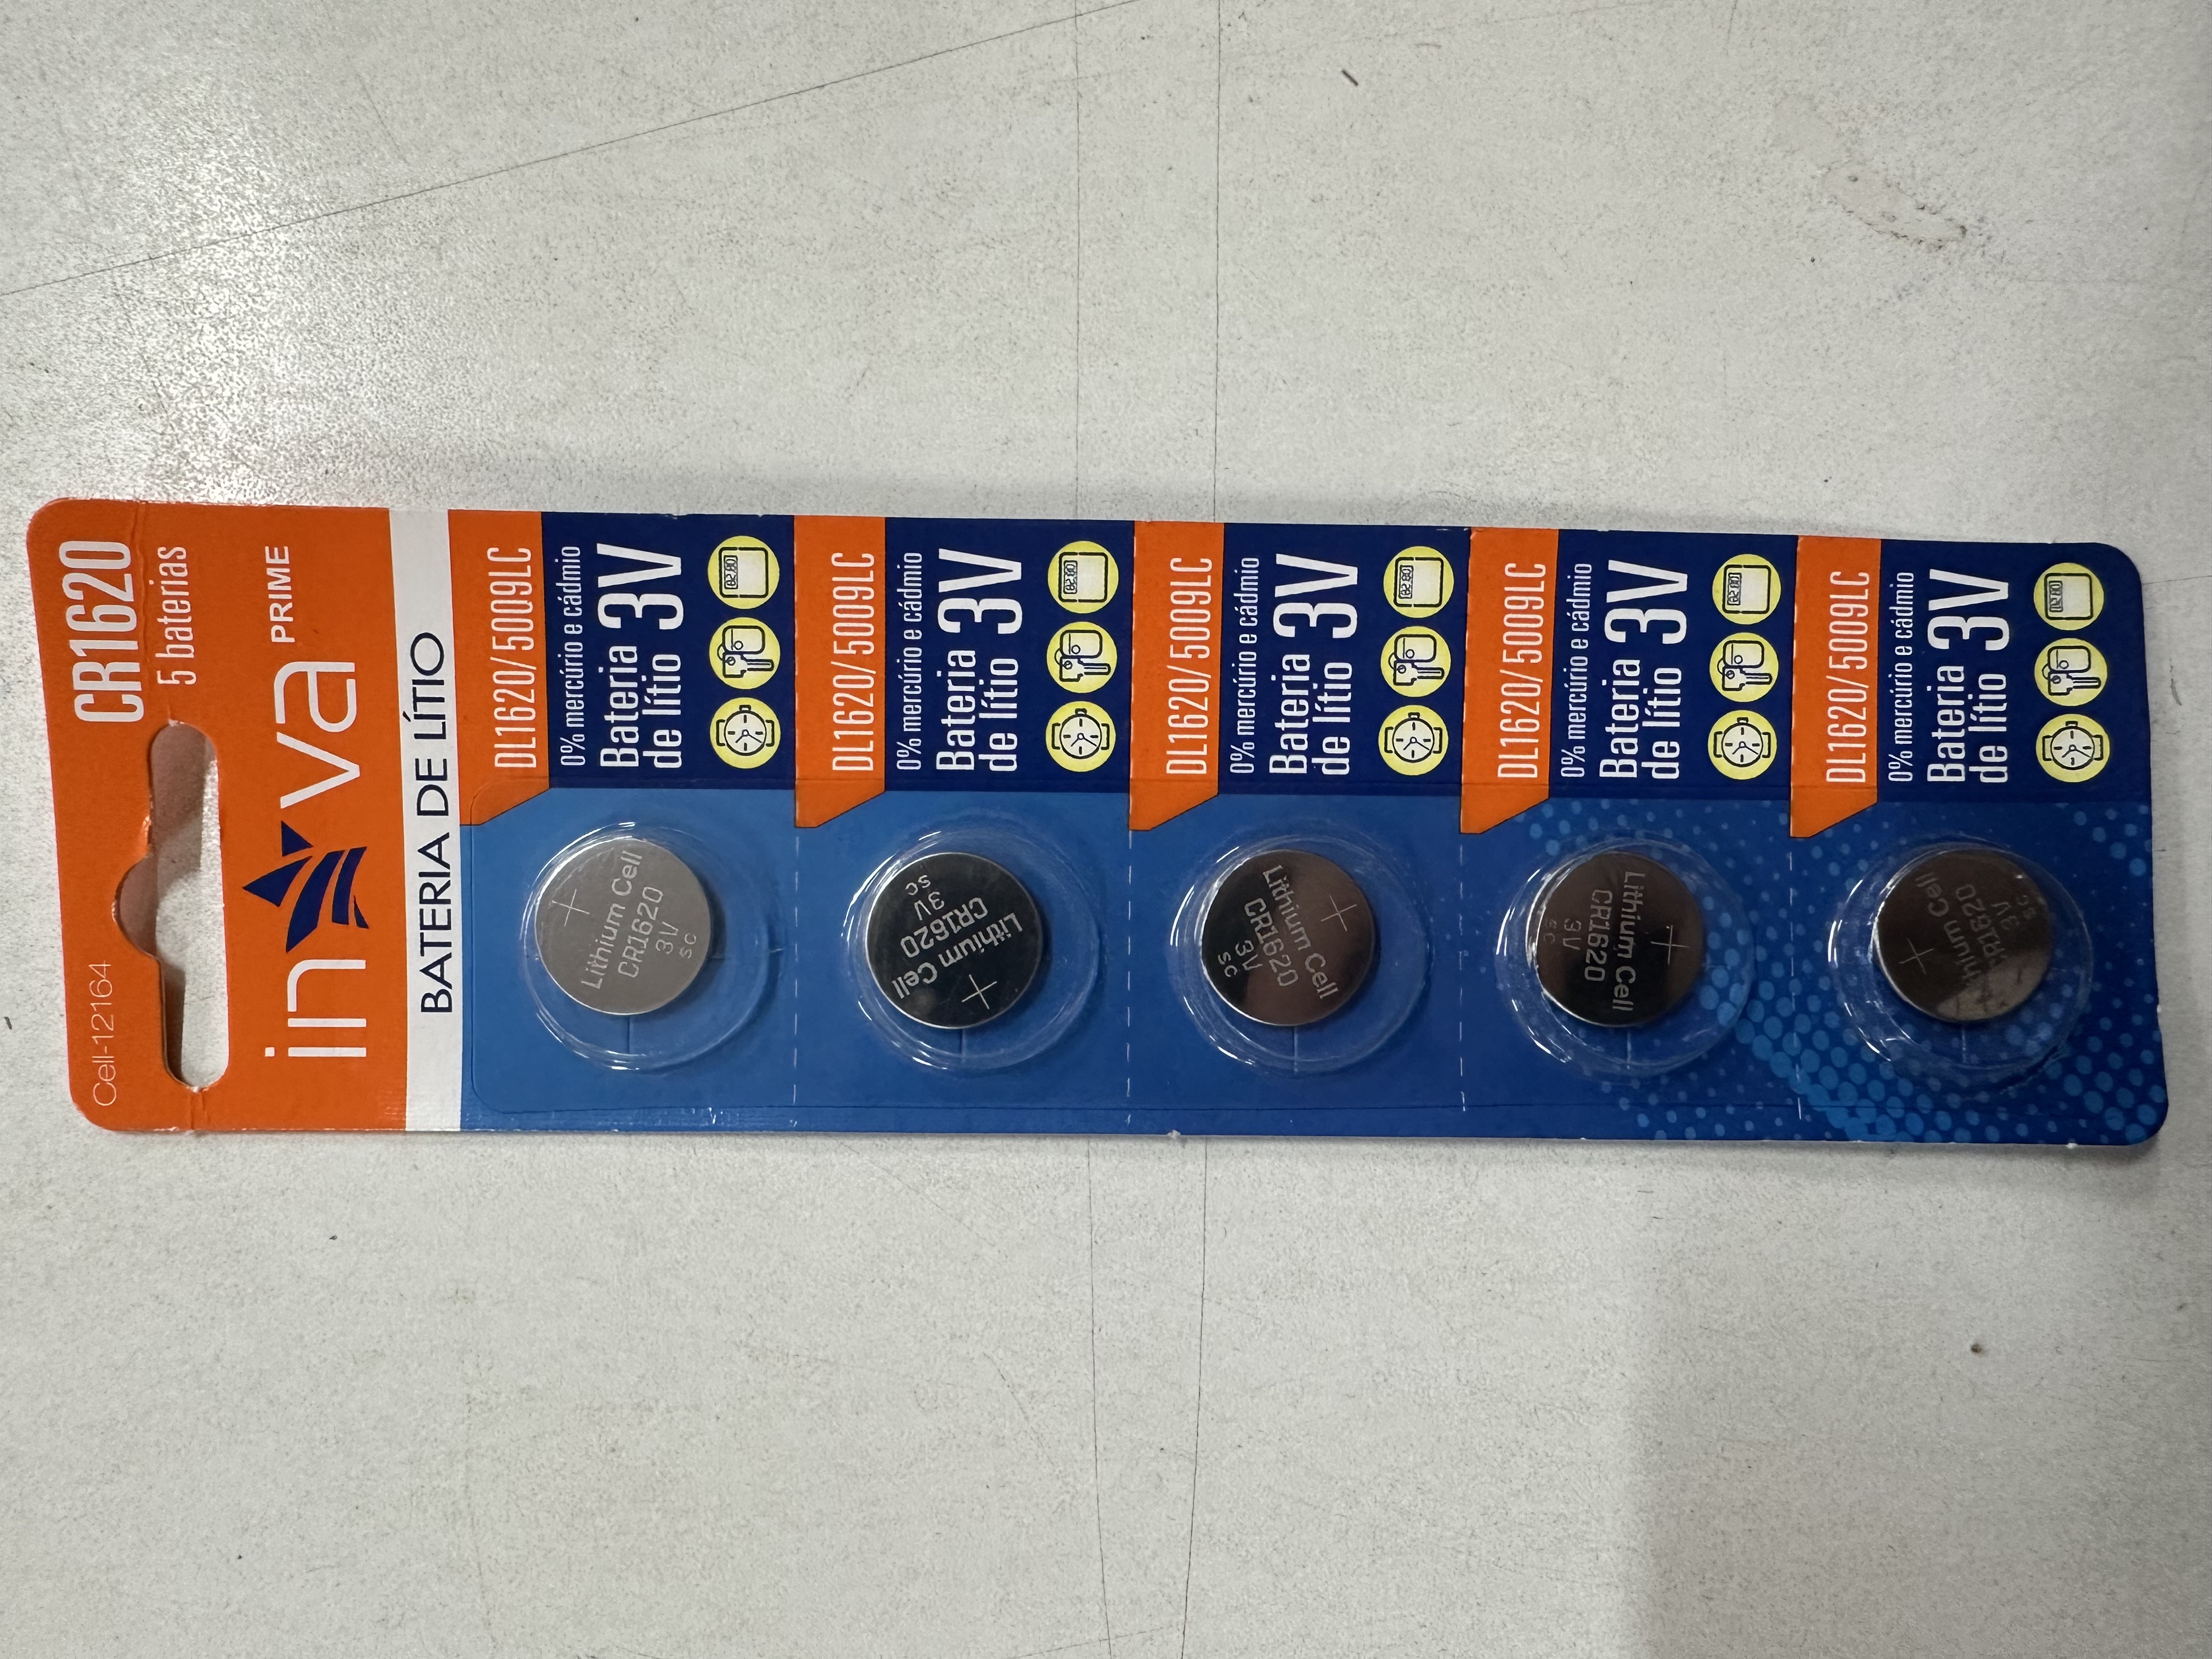 CR1620
5 baterias
Cell-12164
inova PRIME
BATERIA DE LÍTIO
DL1620/5009LC
0% mercúrio e cádmio
Bateria
de lítio 3V
Lithium Cell
CR1620
3V
sc
DL1620/5009LC
0% mercúrio e cádmio
Bateria
de lítio 3V
Lithium Cell
CR1620
3V
sc
DL1620/5009LC
0% mercúrio e cádmio
Bateria
de lítio 3V
Lithium Cell
CR1620
3V
sc
DL1620/5009LC
0% mercúrio e cádmio
Bateria
de lítio 3V
Lithium Cell
CR1620
3V
sc
DL1620/5009LC
0% mercúrio e cádmio
Bateria
de lítio 3V
Lithium Cell
CR1620
3V
sc